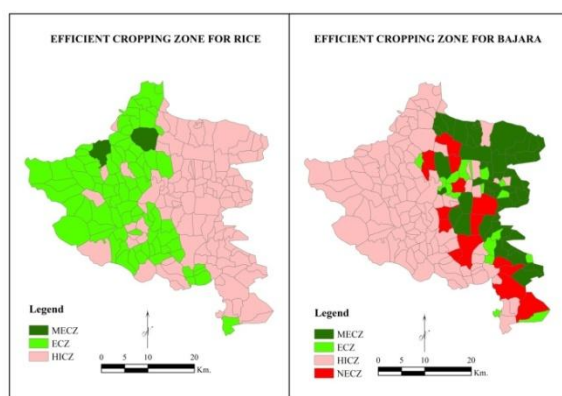 EFFICIENT CROPPING ZONE FOR RICE
Legend
MECZ
ECZ
HICZ
0 5 10 20
Km.
EFFICIENT CROPPING ZONE FOR BAJARA
Legend
MECZ
ECZ
HICZ
NECZ
0 5 10 20
Km.